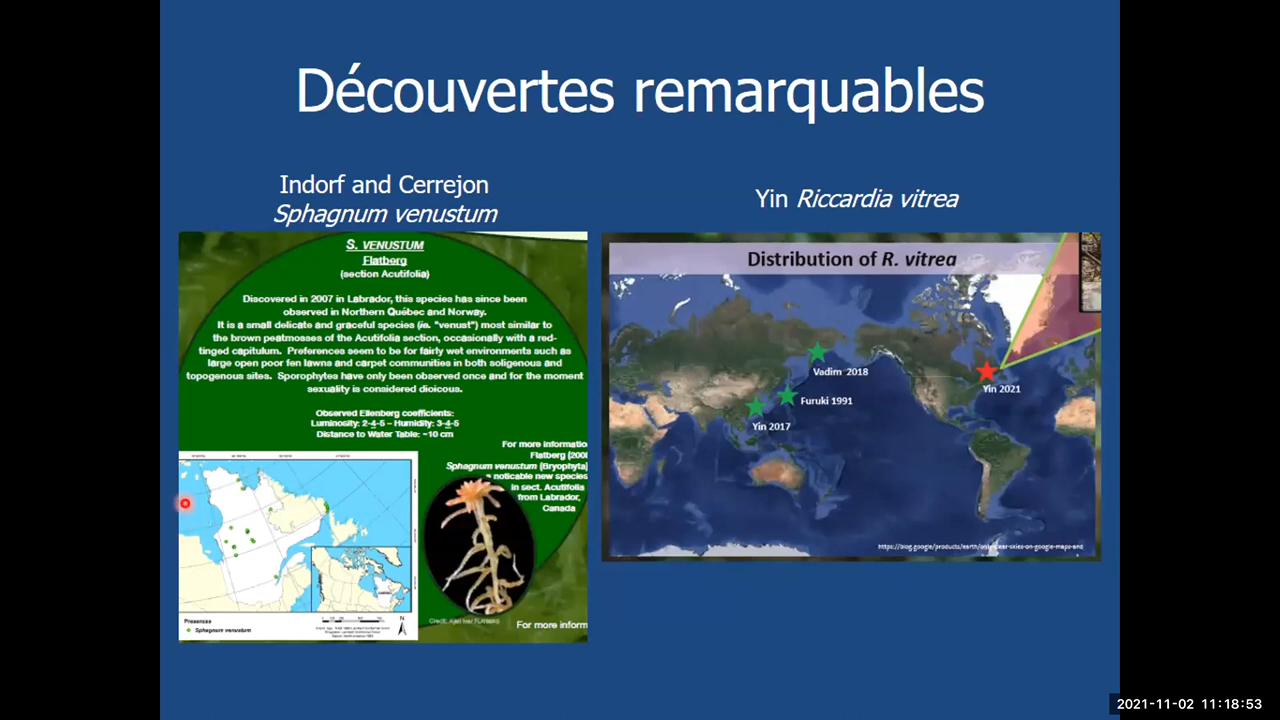 Découvertes remarquables
Indorf and Cerrejon
Sphagnum venustum
Yin Riccardia vitrea
S. VENUSTUM
Flatberg
(section Acutifolia)
Discovered in 2007 in Labrador, this species has since been
observed in Northern Québec and Norway.
It is a small delicate and graceful species (ie. "venust") most similar to
the brown peatmosses of the Acutifolia section, occasionally with a red-
tinged capitulum. Preferences seem to be for fairly wet environments such as
large open poor fen lawns and carpet communities in both soligenous and
topogenous sites. Sporophytes have only been observed once and for the moment
sexuality is considered dioicous.
Observed Ellenberg coefficients:
Luminosity: 2-4-5 – Humidity: 3-4-5
Distance to Water Table: ~10 cm
For more informatio
Flatberg (200
Sphagnum venustum (Bryophyta)
noticable new species
in sect. Acutifolia
from Labrador,
Canada
Presences
Sphagnum venustum
N
For more inform
Distribution of R. vitrea
Vadim 2018
Furuki 1991
Yin 2017
Yin 2021
2021-11-02 11:18:53